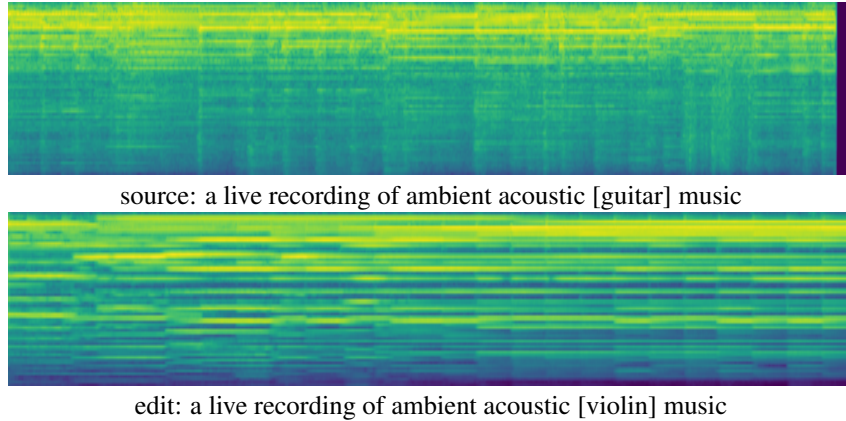 source: a live recording of ambient acoustic [guitar] music
edit: a live recording of ambient acoustic [violin] music